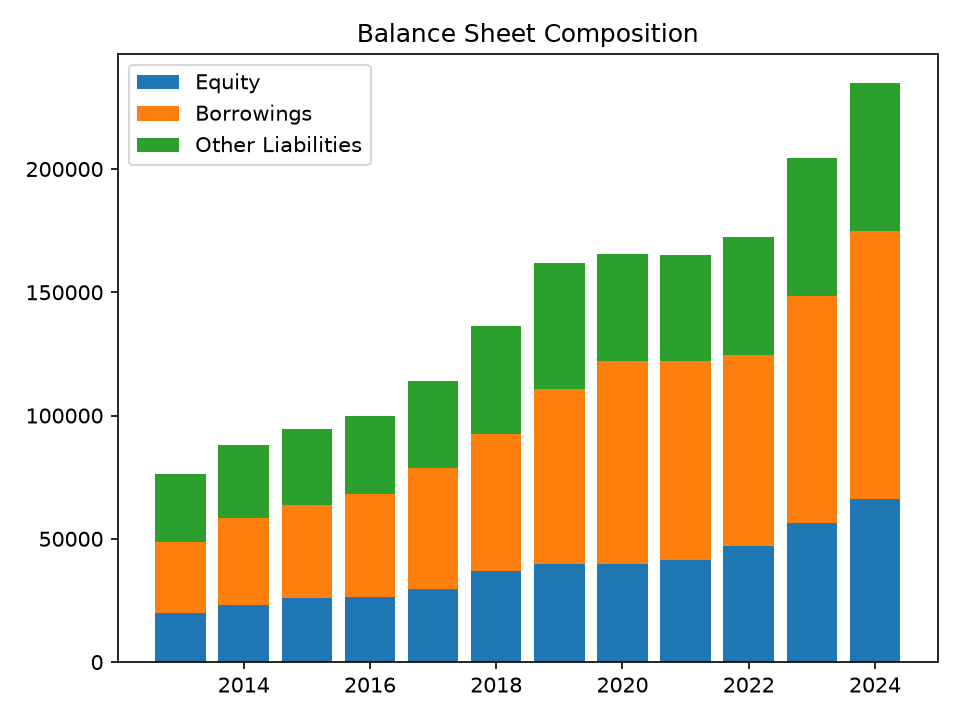 Balance Sheet Composition
Equity
Borrowings
Other Liabilities
200000
150000
100000
50000
0
2014 2016 2018 2020 2022 2024